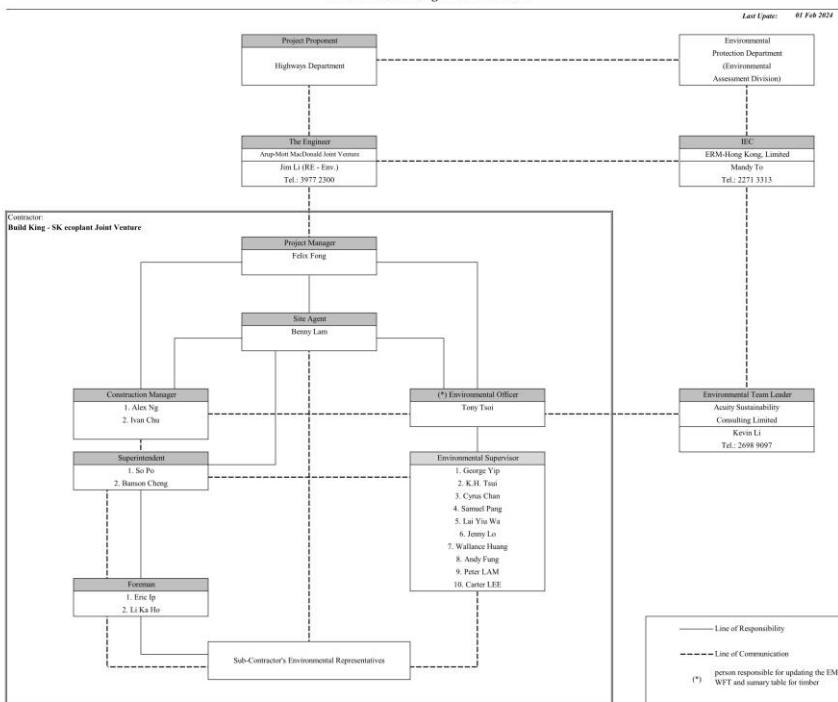 Last Upate: 01 Feb 2024
Project Proponent
Highways Department
Environmental
Protection Department
(Environmental
Assessment Division)
The Engineer
Arup-Mott MacDonald Joint Venture
Jim Li (RE - Env.)
Tel.: 3977 2300
IEC
ERM-Hong Kong, Limited
Mandy To
Tel.: 2271 3313
Contractor:
Build King - SK ecoplant Joint Venture
Project Manager
Felix Fong
Site Agent
Benny Lam
Construction Manager
1. Alex Ng
2. Ivan Chu
(*) Environmental Officer
Tony Tsoi
Environmental Team Leader
Acuity Sustainability
Consulting Limited
Kevin Li
Tel.: 2698 9097
Superintendent
1. So Po
2. Banson Cheng
Environmental Supervisor
1. George Yip
2. K.H. Tsui
3. Cyrus Chan
4. Samuel Pang
5. Lai Yiu Wa
6. Jenny Lo
7. Wallance Huang
8. Andy Fung
9. Peter LAM
10. Carter LEE
Foreman
1. Eric Ip
2. Li Ka Ho
Sub-Contractor's Environmental Representatives
Line of Responsibility
Line of Communication
(*) person responsible for updating the EM
WFT and sumary table for timber